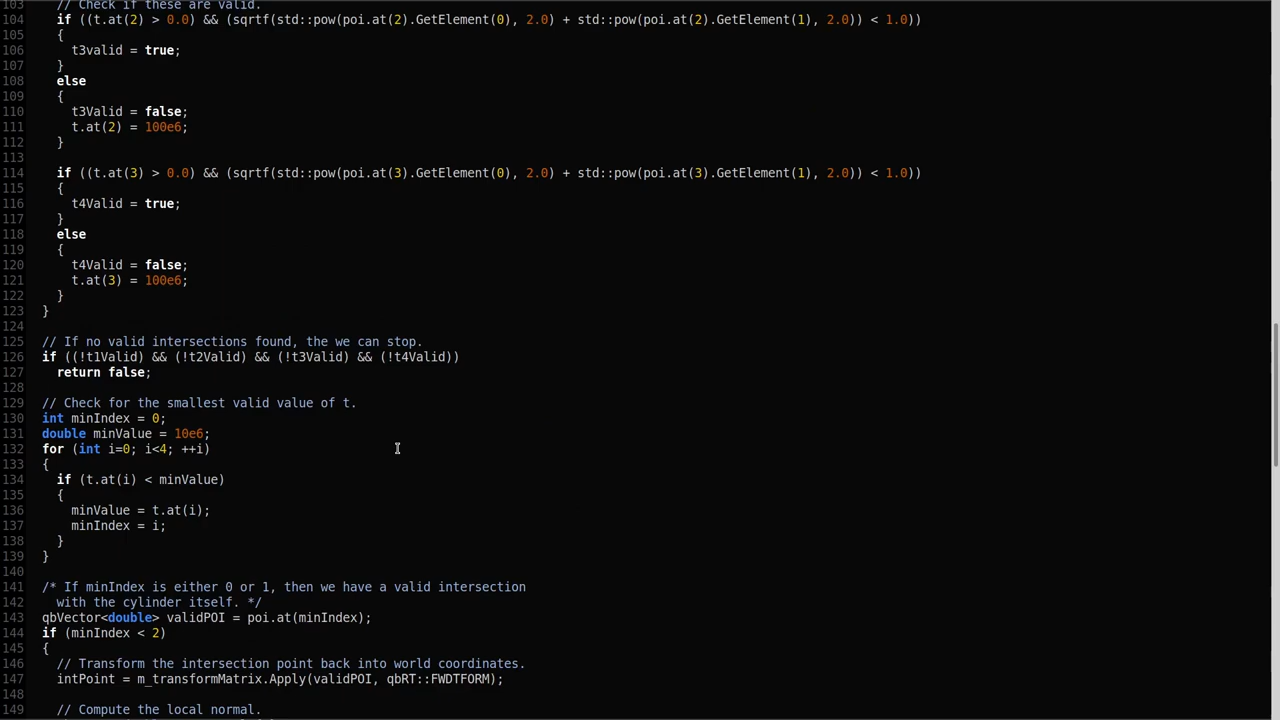 103 // Check if these are valid.
104 if ((t.at(2) > 0.0) && (sqrtf(std::pow(poi.at(2).GetElement(0), 2.0) + std::pow(poi.at(2).GetElement(1), 2.0)) < 1.0))
105 {
106 t3valid = true;
107 }
108 else
109 {
110 t3Valid = false;
111 t.at(2) = 100e6;
112 }
113
114 if ((t.at(3) > 0.0) && (sqrtf(std::pow(poi.at(3).GetElement(0), 2.0) + std::pow(poi.at(3).GetElement(1), 2.0)) < 1.0))
115 {
116 t4Valid = true;
117 }
118 else
119 {
120 t4Valid = false;
121 t.at(3) = 100e6;
122 }
123 }
124
125 // If no valid intersections found, the we can stop.
126 if ((!t1Valid) && (!t2Valid) && (!t3Valid) && (!t4Valid))
127 return false;
128
129 // Check for the smallest valid value of t.
130 int minIndex = 0;
131 double minValue = 10e6;
132 for (int i=0; i<4; ++i)
133 {
134 if (t.at(i) < minValue)
135 {
136 minValue = t.at(i);
137 minIndex = i;
138 }
139 }
140
141 /* If minIndex is either 0 or 1, then we have a valid intersection
142 with the cylinder itself. */
143 qbVector<double> validPOI = poi.at(minIndex);
144 if (minIndex < 2)
145 {
146 // Transform the intersection point back into world coordinates.
147 intPoint = m_transformMatrix.Apply(validPOI, qbRT::FWDTFORM);
148
149 // Compute the local normal.